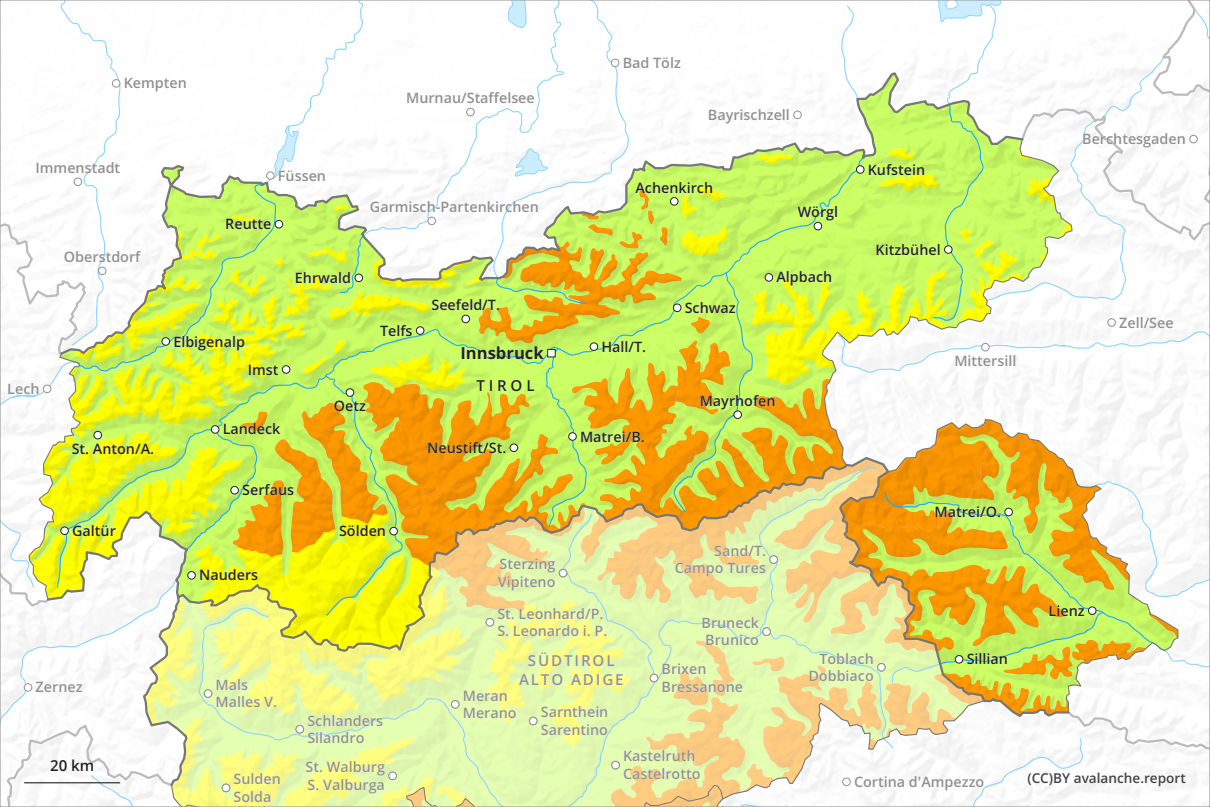 Kempten
Bad Tölz
Murnau/Staffelsee
Bayrischzell
Berchtesgaden
Immenstadt
Füssen
Kufstein
Achenkirch
Garmisch-Partenkirchen
Wörgl
Reutte
Kitzbühel
Oberstdorf
Ehrwald
Alpbach
Seefeld/T.
Schwaz
Zell/See
Telfs
Elbigenalp
Innsbruck
Hall/T.
Mittersill
Imst
TIROL
Lech
Oetz
Mayrhofen
Landeck
Matrei/B.
St. Anton/A.
Neustift/St.
Serfaus
Matrei/O.
Galtür
Sölden
Sand/T.
Campo Tures
Sterzing
Vipiteno
Nauders
St. Leonhard/P.
S. Leonardo i. P.
Lienz
Bruneck
Brunico
Sillian
SÜDTIROL
ALTO ADIGE
Toblach
Dobbiaco
Brixen
Bressanone
Zernez
Mals
Malles V.
Meran
Merano
Sarnthein
Sarentino
Schlanders
Silandro
Kastelruth
Castelrotto
St. Walburg
S. Valburga
Sulden
Solda
20 km
Cortina d'Ampezzo
(CC)BY avalanche.report